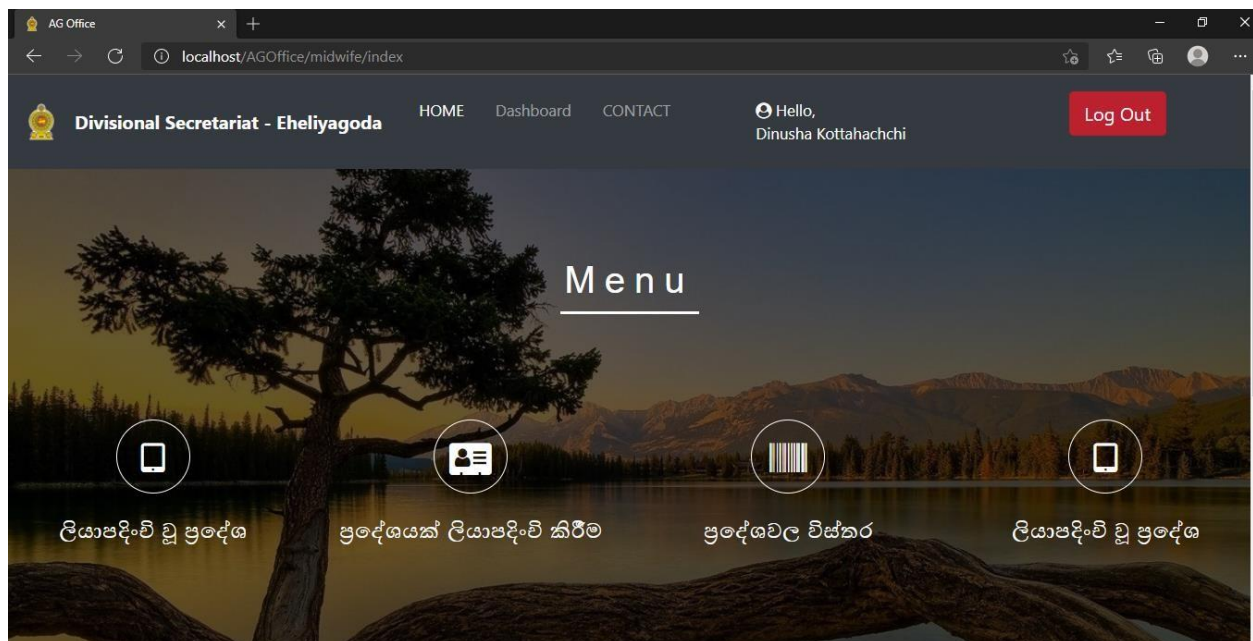 AG Office
localhost/AGOffice/midwife/index
Divisional Secretariat - Eheliyagoda
HOME Dashboard CONTACT
Hello,
Dinusha Kottahachchi
Log Out
Menu
ලියාපදිංචි වූ ප්‍රදේශ
ප්‍රදේශයක් ලියාපදිංචි කිරීම
ප්‍රදේශවල විස්තර
ලියාපදිංචි වූ ප්‍රදේශ